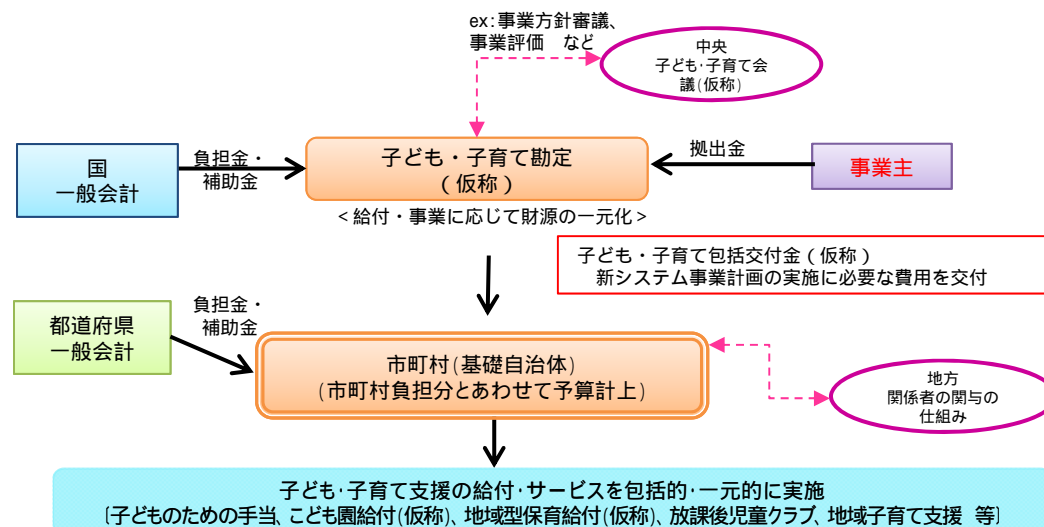 ex:事業方針審議、
事業評価　など
中央
子ども・子育て会
議(仮称)
国
一般会計
負担金・
補助金
子ども・子育て勘定
(仮称)
拠出金
事業主
<給付・事業に応じて財源の一元化>
子ども・子育て包括交付金(仮称)
新システム事業計画の実施に必要な費用を交付
都道府県
一般会計
負担金・
補助金
市町村(基礎自治体)
(市町村負担分とあわせて予算計上)
地方
関係者の関与の
仕組み
子ども・子育て支援の給付・サービスを包括的・一元的に実施
[子どものための手当、こども園給付(仮称)、地域型保育給付(仮称)、放課後児童クラブ、地域子育て支援 等]